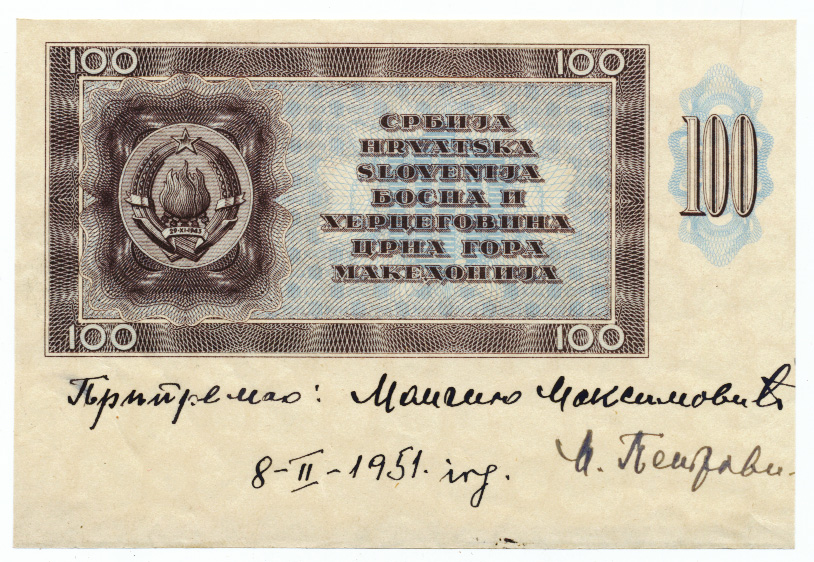 100 100
СРБИЈА
HRVATSKA
SLOVENIJA
БОСНА И
ХЕРЦЕГОВИНА
ЦРНА ГОРА
МАКЕДОНИЈА
100
29·XI·1943
100 100
Припремао: Момчило Максимовић
8-II-1951. год.